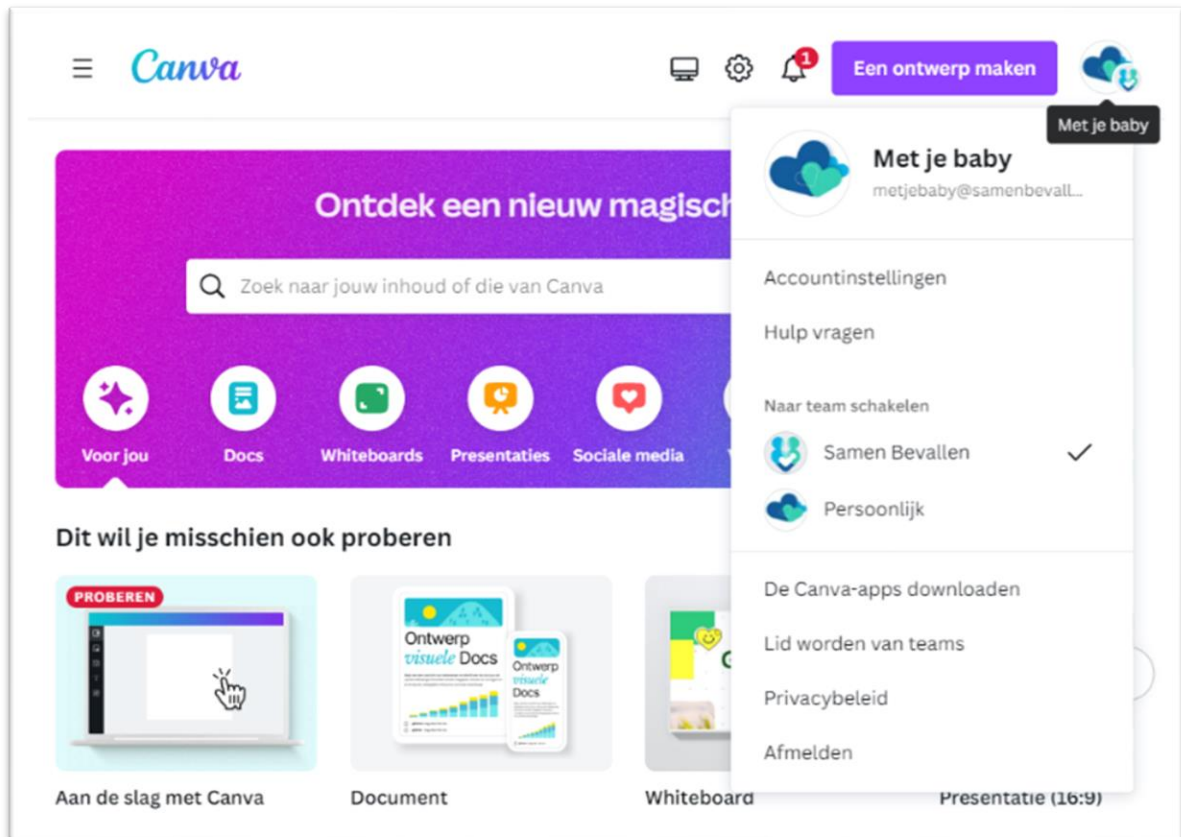 Canva
1
Een ontwerp maken
Met je baby
Met je baby
metjebaby@samenbevall...
Ontdek een nieuw magisch
Zoek naar jouw inhoud of die van Canva
Voor jou
Docs
Whiteboards
Presentaties
Sociale media
Accountinstellingen
Hulp vragen
Naar team schakelen
Samen Bevallen
Persoonlijk
De Canva-apps downloaden
Lid worden van teams
Privacybeleid
Afmelden
Dit wil je misschien ook proberen
PROBEREN
Ontwerp
visuele Docs
Ontwerp
visuele
Docs
Aan de slag met Canva
Document
Whiteboard
Presentatie (16:9)